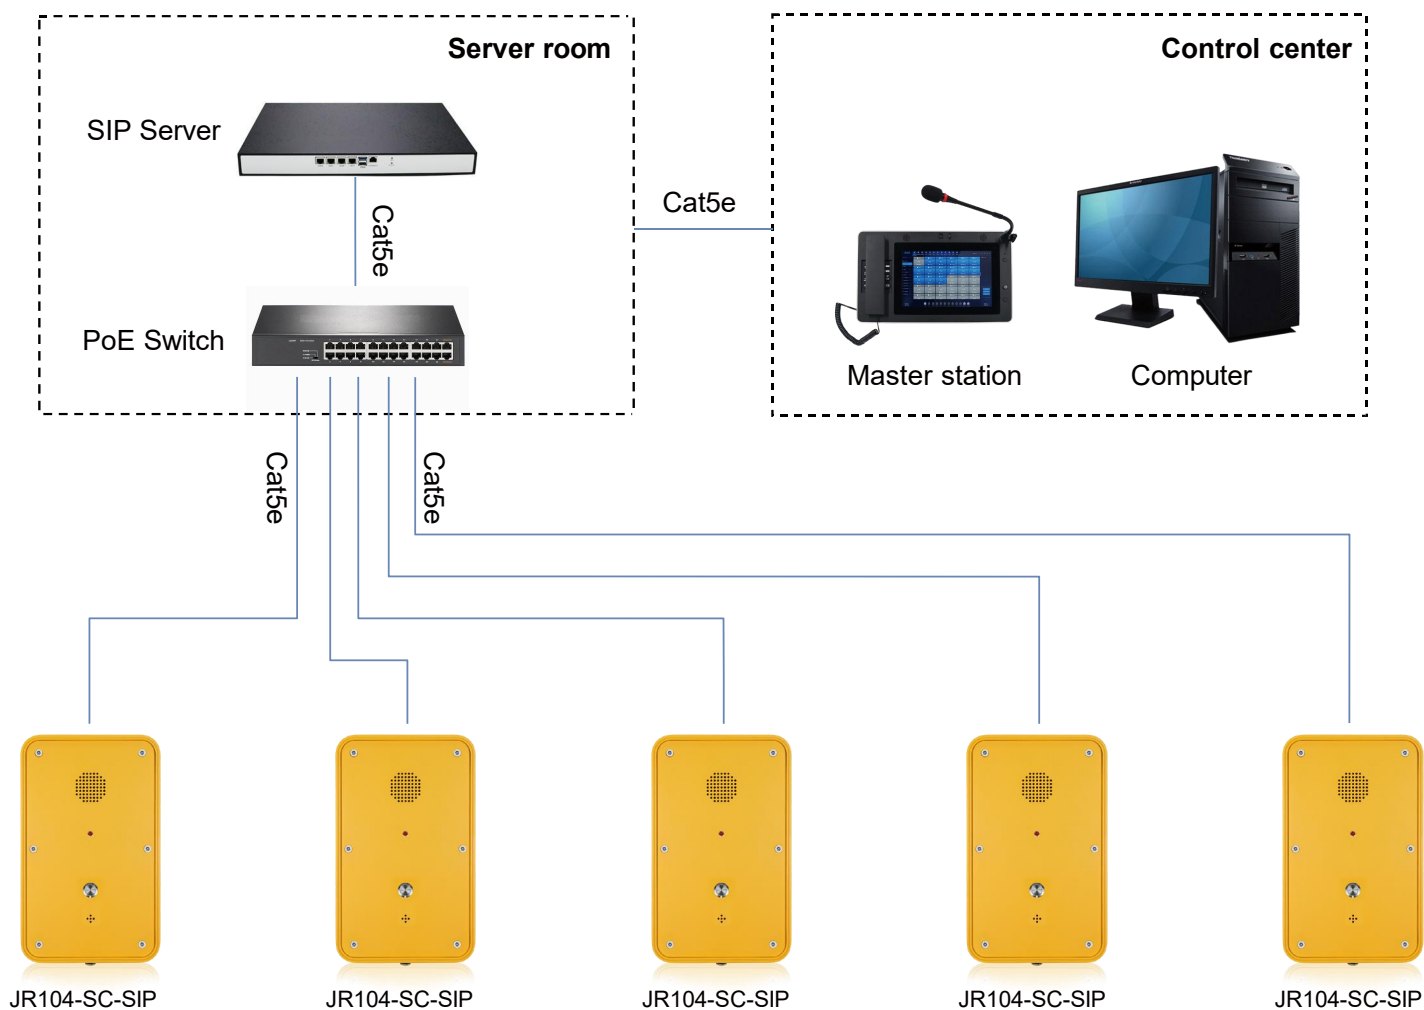 Server room
Control center
SIP Server
Cat5e
Cat5e
PoE Switch
Master station
Computer
Cat5e
Cat5e
JR104-SC-SIP
JR104-SC-SIP
JR104-SC-SIP
JR104-SC-SIP
JR104-SC-SIP